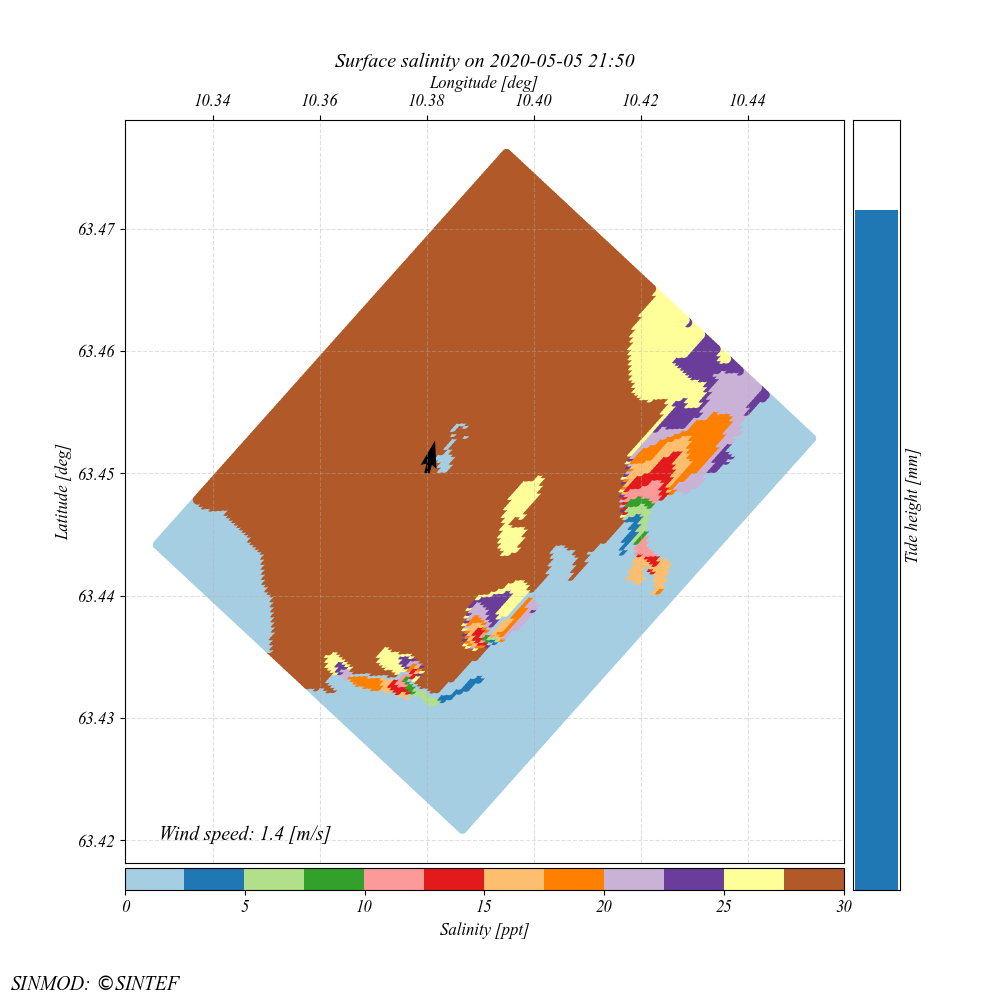 Surface salinity on 2020-05-05 21:50
Longitude [deg]
10.34 10.36 10.38 10.40 10.42 10.44
63.47
63.46
63.45
63.44
63.43
63.42
Latitude [deg]
Tide height [mm]
Wind speed: 1.4 [m/s]
0 5 10 15 20 25 30
Salinity [ppt]
SINMOD: ©SINTEF